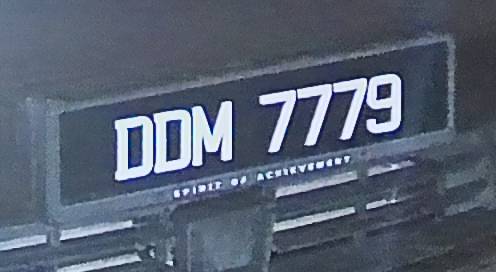 DDM 7779
SPIRIT OF ACHIEVEMENT